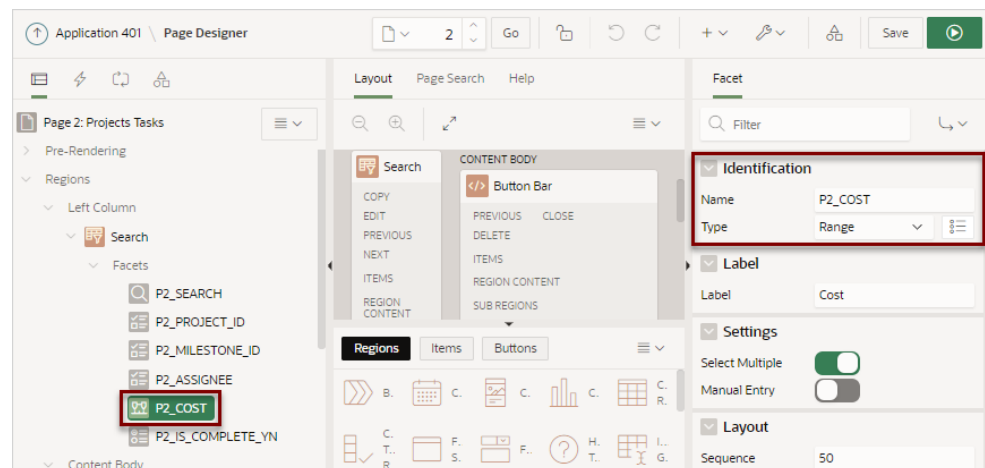 Application 401 \ Page Designer
2
Go
Save
Layout Page Search Help
Facet
Page 2: Projects Tasks
Filter
Pre-Rendering
Regions
Left Column
Search
Facets
P2_SEARCH
P2_PROJECT_ID
P2_MILESTONE_ID
P2_ASSIGNEE
P2_COST
P2_IS_COMPLETE_YN
Content Body
Search
COPY
EDIT
PREVIOUS
NEXT
ITEMS
REGION
CONTENT
CONTENT BODY
</> Button Bar
PREVIOUS CLOSE
DELETE
ITEMS
REGION CONTENT
SUB REGIONS
Regions Items Buttons
B.
C.
C.
C.
C.
R.
C.
T..
R
F.
S.
F..
H.
T..
I...
G.
Identification
Name P2_COST
Type Range
Label
Label Cost
Settings
Select Multiple
Manual Entry
Layout
Sequence 50